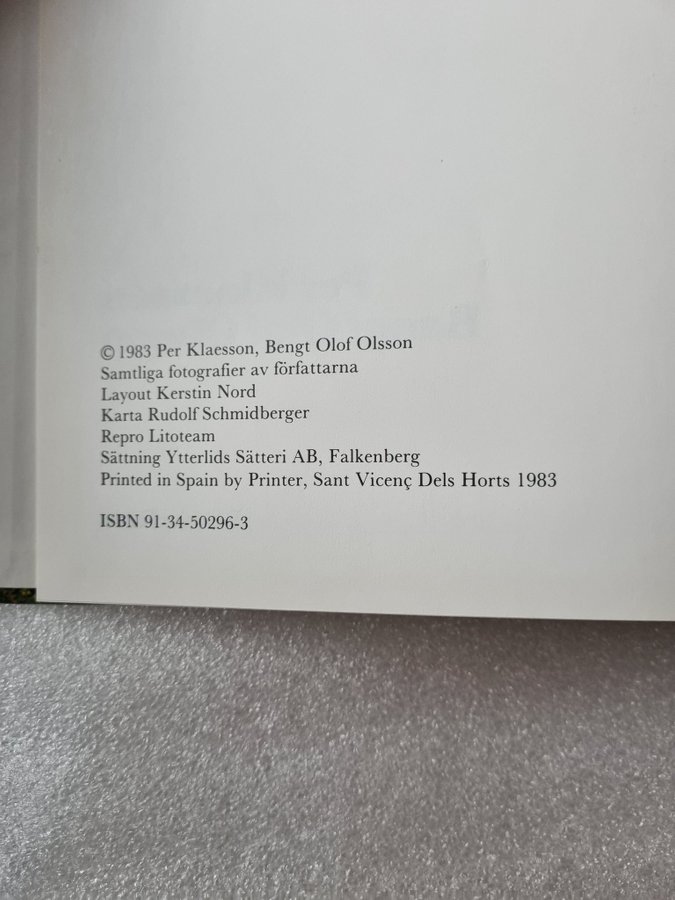 © 1983 Per Klaesson, Bengt Olof Olsson
Samtliga fotografier av författarna
Layout Kerstin Nord
Karta Rudolf Schmidberger
Repro Litoteam
Sättning Ytterlids Sätteri AB, Falkenberg
Printed in Spain by Printer, Sant Vicenç Dels Horts 1983
ISBN 91-34-50296-3